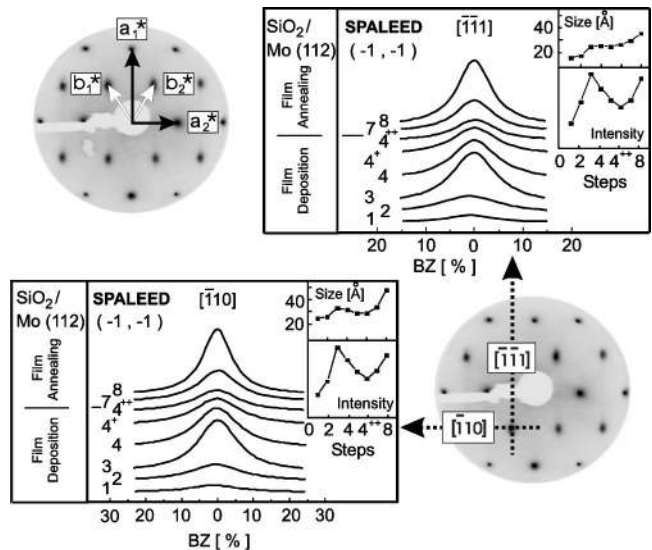 a₁*
b₁*
b₂*
a₂*
SiO₂/
Mo (112)
SPALEED
(-1 , -1)
[1̅1̅1]
Film
Annealing
Film
Deposition
8
7
4⁺⁺
4⁺
4
3
2
1
20 10 0 10 20
BZ [ % ]
Size [Å]
40
20
Intensity
0 4 4⁺⁺ 8
Steps
SiO₂/
Mo (112)
SPALEED
(-1 , -1)
[1̅10]
Film
Annealing
Film
Deposition
8
7
4⁺⁺
4⁺
4
3
2
1
30 20 10 0 10 20 30
BZ [ % ]
Size [Å]
40
20
Intensity
0 2 4 4⁺⁺ 8
Steps
[1̅1̅1]
[1̅10]